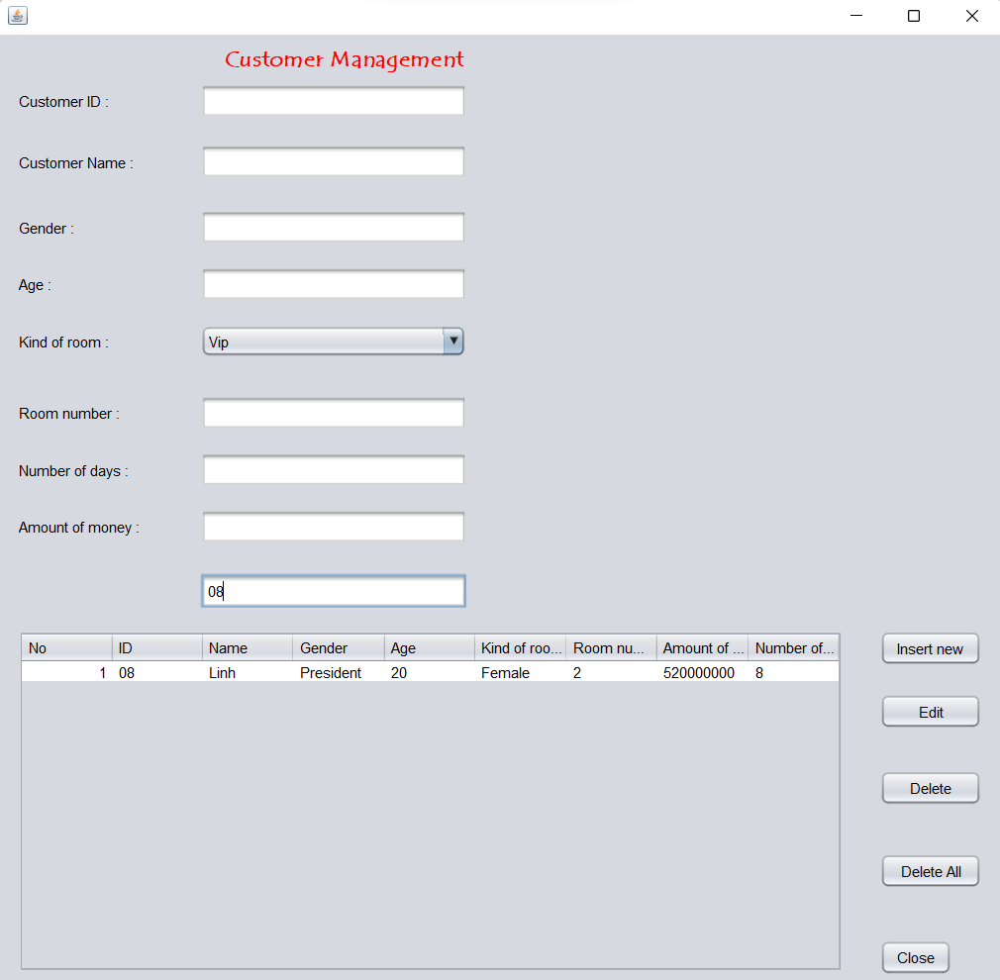 Customer Management
Customer ID :
Customer Name :
Gender :
Age :
Kind of room :
Vip
Room number :
Number of days :
Amount of money :
08
No ID Name Gender Age Kind of roo... Room nu... Amount of ... Number of...
1 08 Linh President 20 Female 2 520000000 8
Insert new
Edit
Delete
Delete All
Close